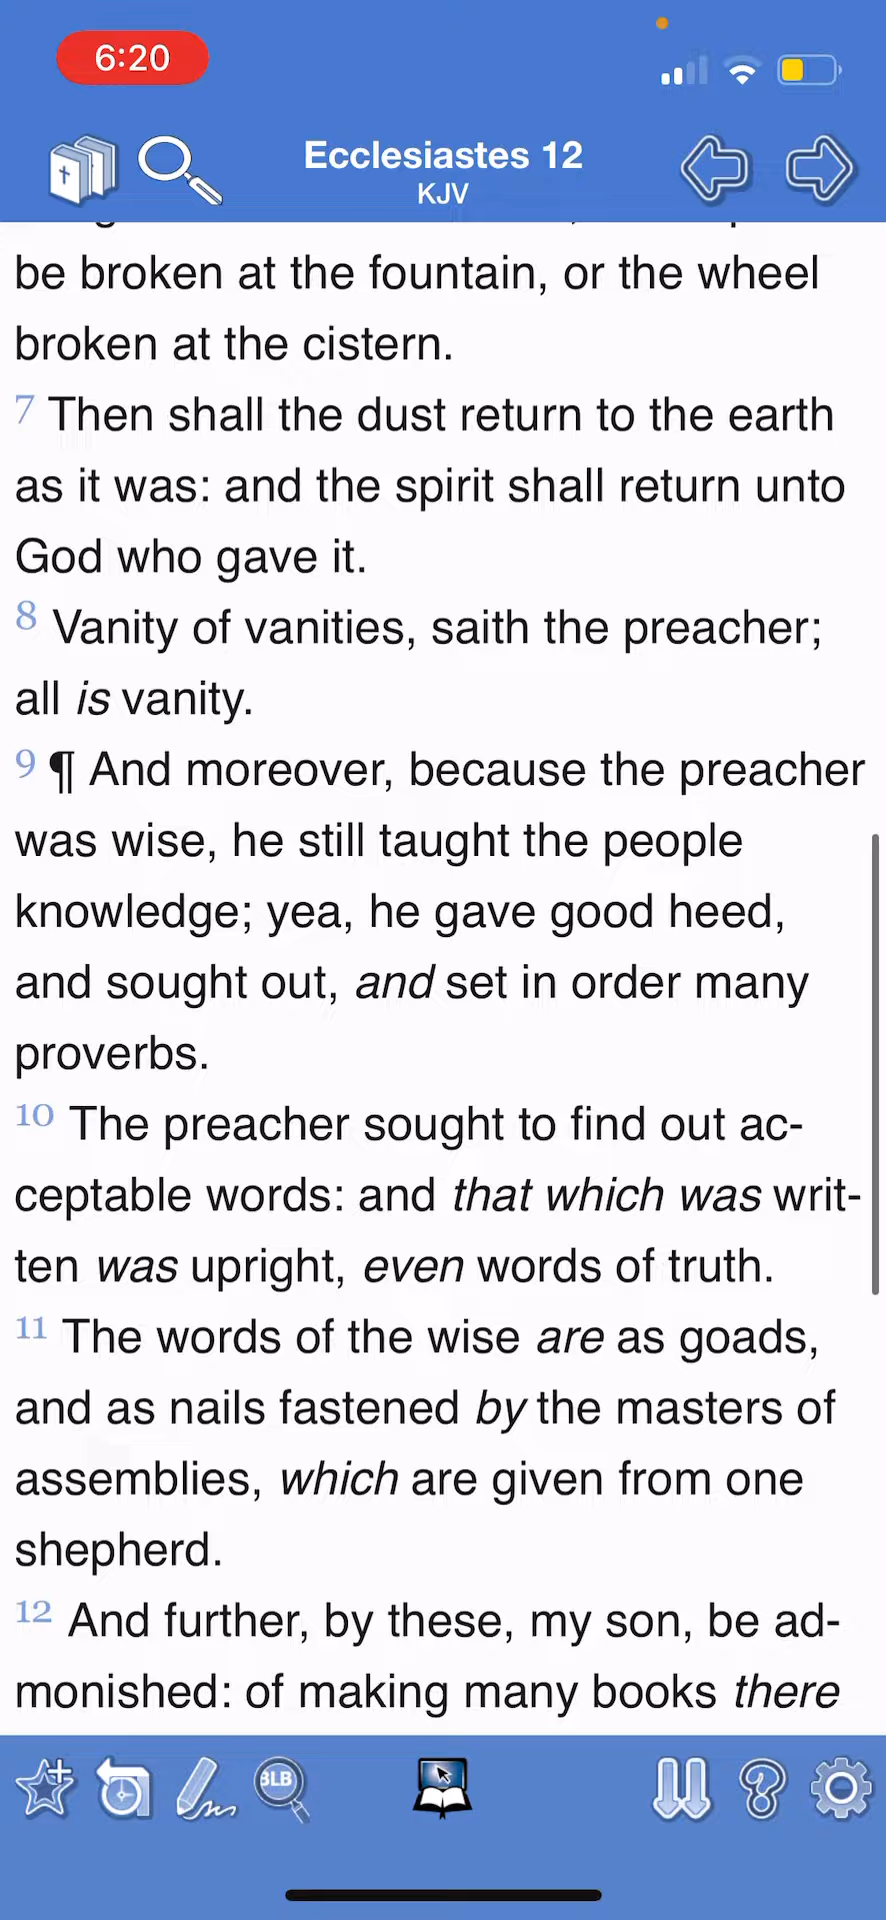 6:20
Ecclesiastes 12
KJV
be broken at the fountain, or the wheel
broken at the cistern.
7 Then shall the dust return to the earth
as it was: and the spirit shall return unto
God who gave it.
8 Vanity of vanities, saith the preacher;
all is vanity.
9 ¶ And moreover, because the preacher
was wise, he still taught the people
knowledge; yea, he gave good heed,
and sought out, and set in order many
proverbs.
10 The preacher sought to find out ac-
ceptable words: and that which was writ-
ten was upright, even words of truth.
11 The words of the wise are as goads,
and as nails fastened by the masters of
assemblies, which are given from one
shepherd.
12 And further, by these, my son, be ad-
monished: of making many books there
BLB